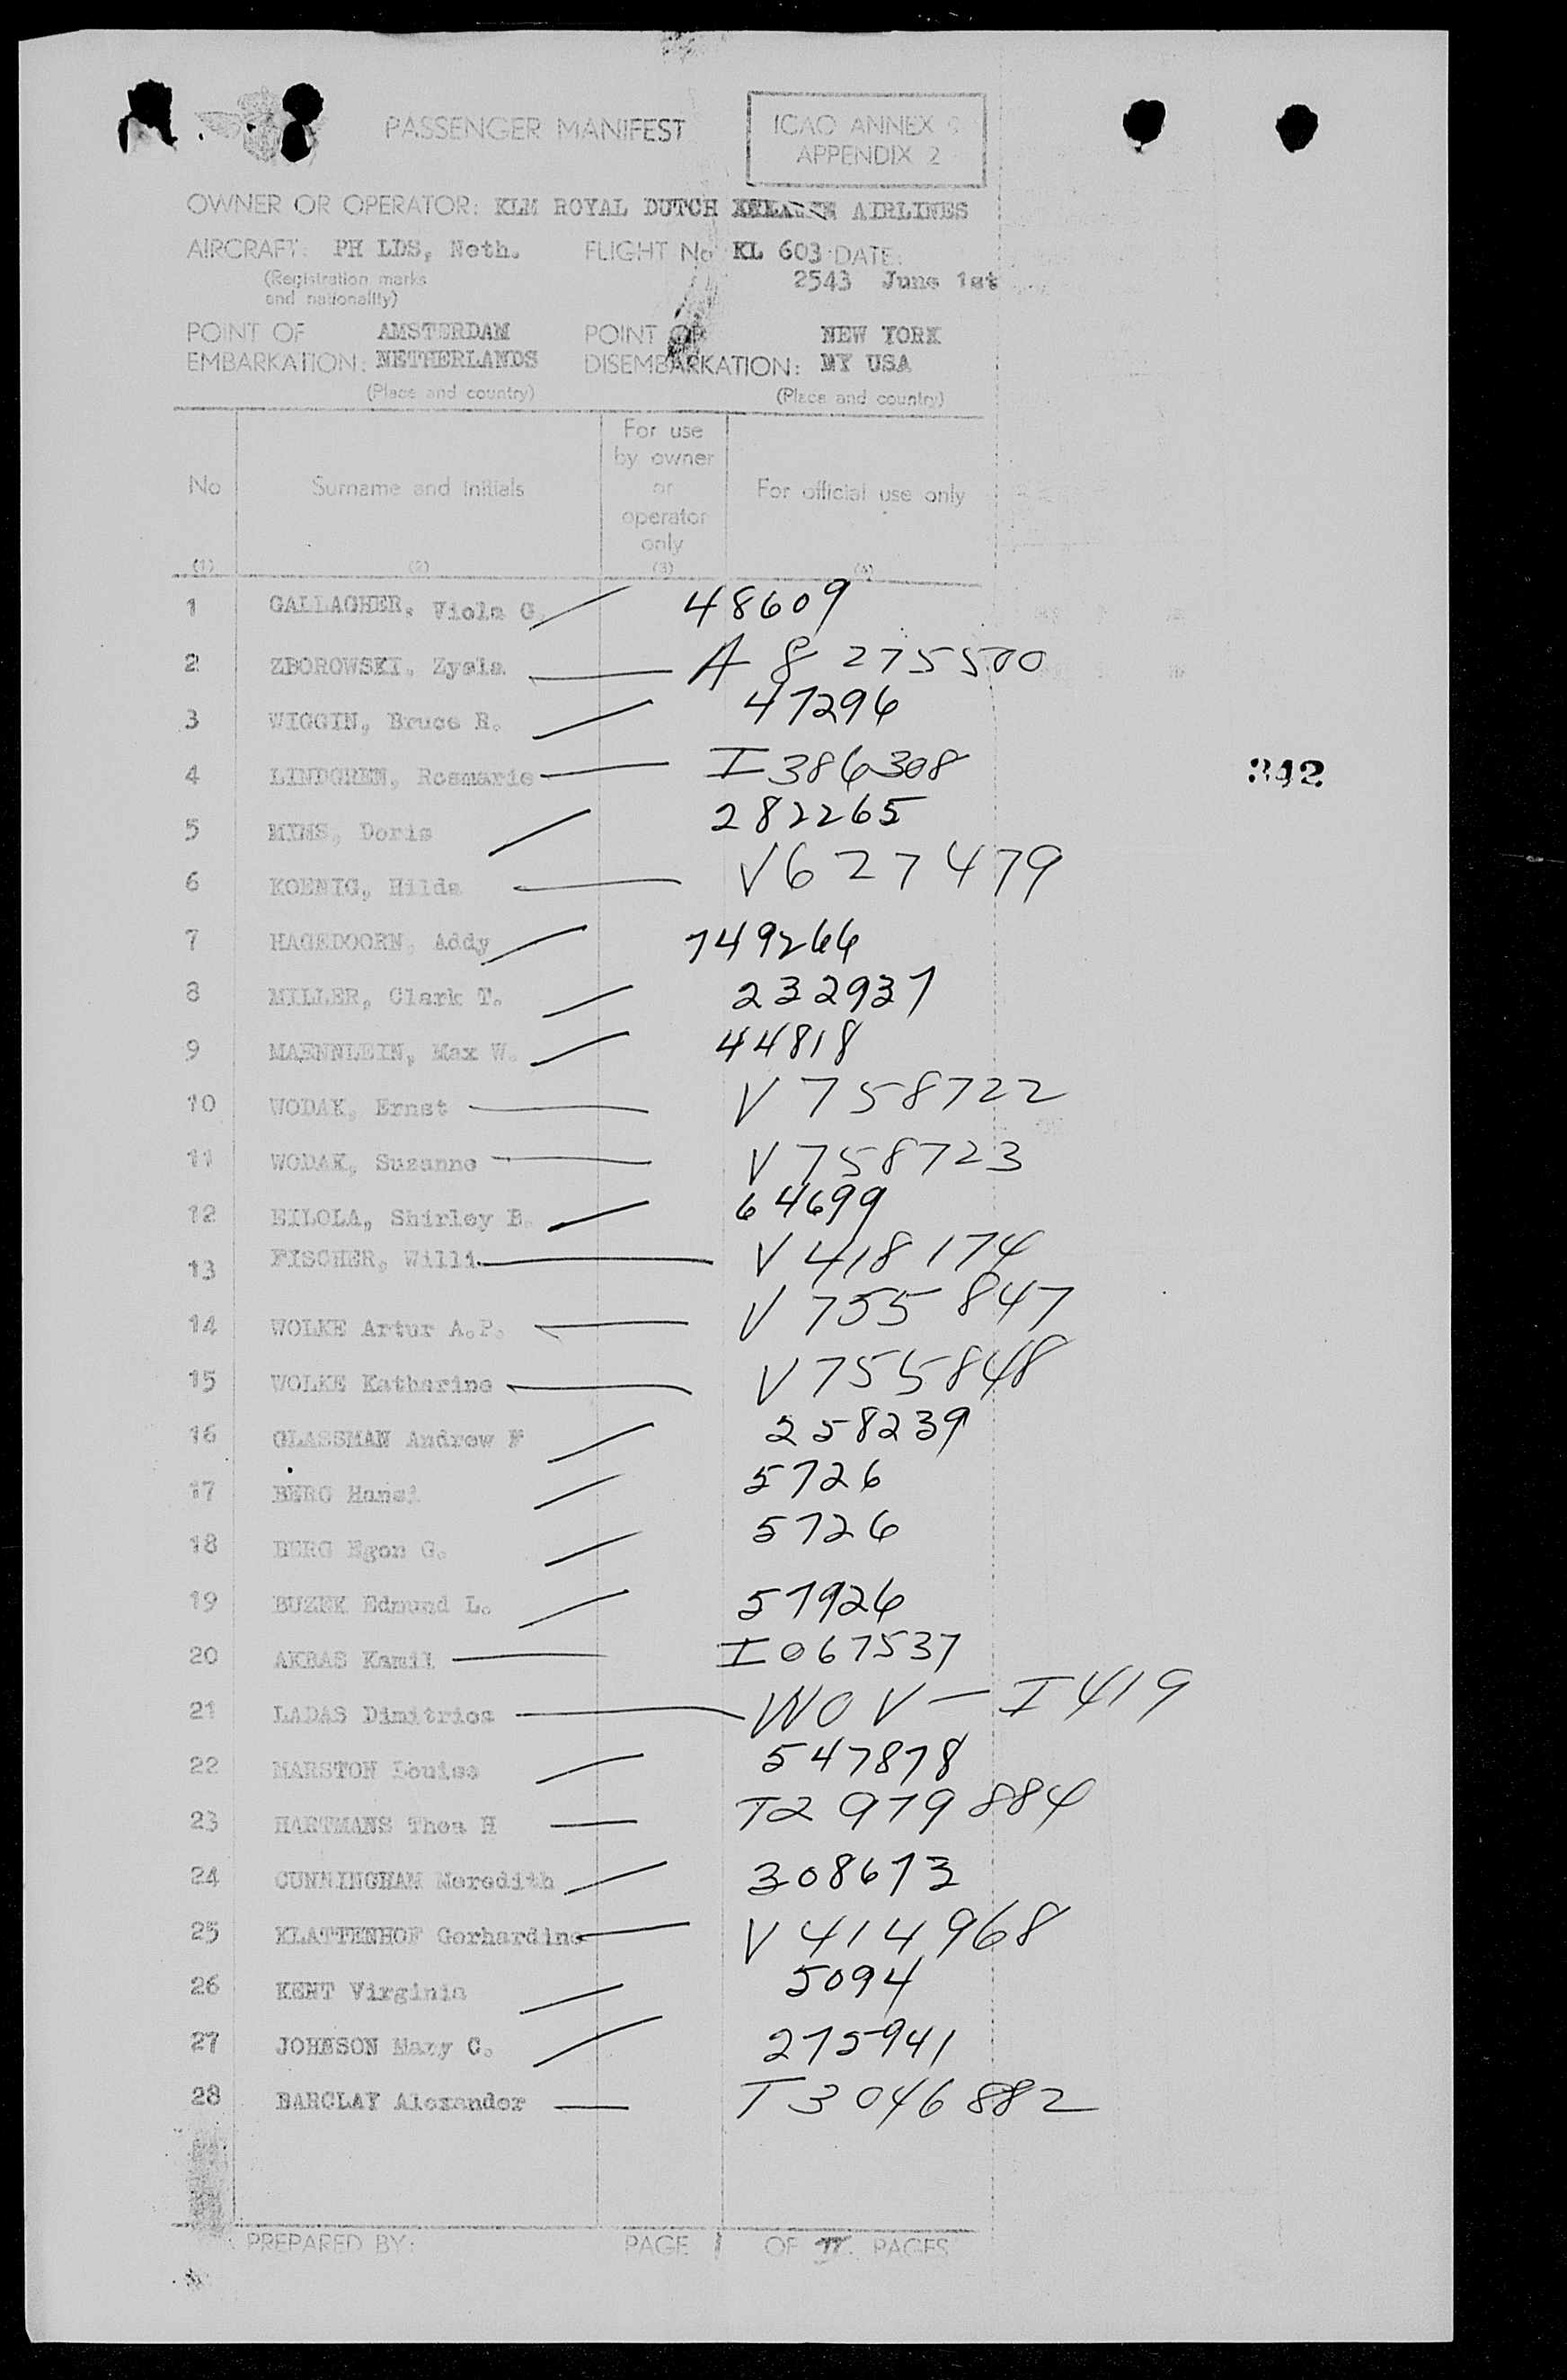 PASSENGER MANIFEST
ICAO ANNEX 9
APPENDIX 2
OWNER OR OPERATOR: KLM ROYAL DUTCH AIRLINES
AIRCRAFT: PH LDS, Neth. FLIGHT No KL 603 DATE:
(Registration marks 2543 June 1st
and nationality)
POINT OF AMSTERDAM POINT OF NEW YORK
EMBARKATION: NETHERLANDS DISEMBARKATION: NY USA
(Place and country) (Place and country)
For use
by owner
No Surname and Initials or For official use only
operator
only
(1) (2) (3) (4)
1 GALLAGHER, Viola G. 48609
2 ZBOROWSKI, Zysla A8 275500
3 WIGGIN, Bruce R. 47296
4 LINDGREN, Rosmarie I386308
342
5 MIMS, Doris 282265
6 KOENIG, Hilda V627479
7 HAGEDOORN, Addy 749266
8 MILLER, Clark T. 232937
9 MAENNLEIN, Max W. 44818
10 WODAK, Ernst V758722
11 WODAK, Suzanne V758723
12 EILOLA, Shirley B. 64699
13 FISCHER, Willi V418174
14 WOLKE Artur A.P. V755847
15 WOLKE Katharine V755848
16 GLASSMAN Andrew F 258239
17 BERG Hansi 5726
18 BERG Egon G. 5726
19 BUZEK Edmund L. 57926
20 AKBAS Kamil I067537
21 LADAS Dimitrios WOV-I419
22 MARSTON Louise 547878
23 HARTMANS Thea H T2979884
24 CUNNINGHAM Meredith 308673
25 KLATTENHOF Gerhardine V414968
26 KENT Virginia 5094
27 JOHNSON Mary C. 275941
28 BARCLAY Alexander T3046882
PREPARED BY: PAGE 1 OF PAGES